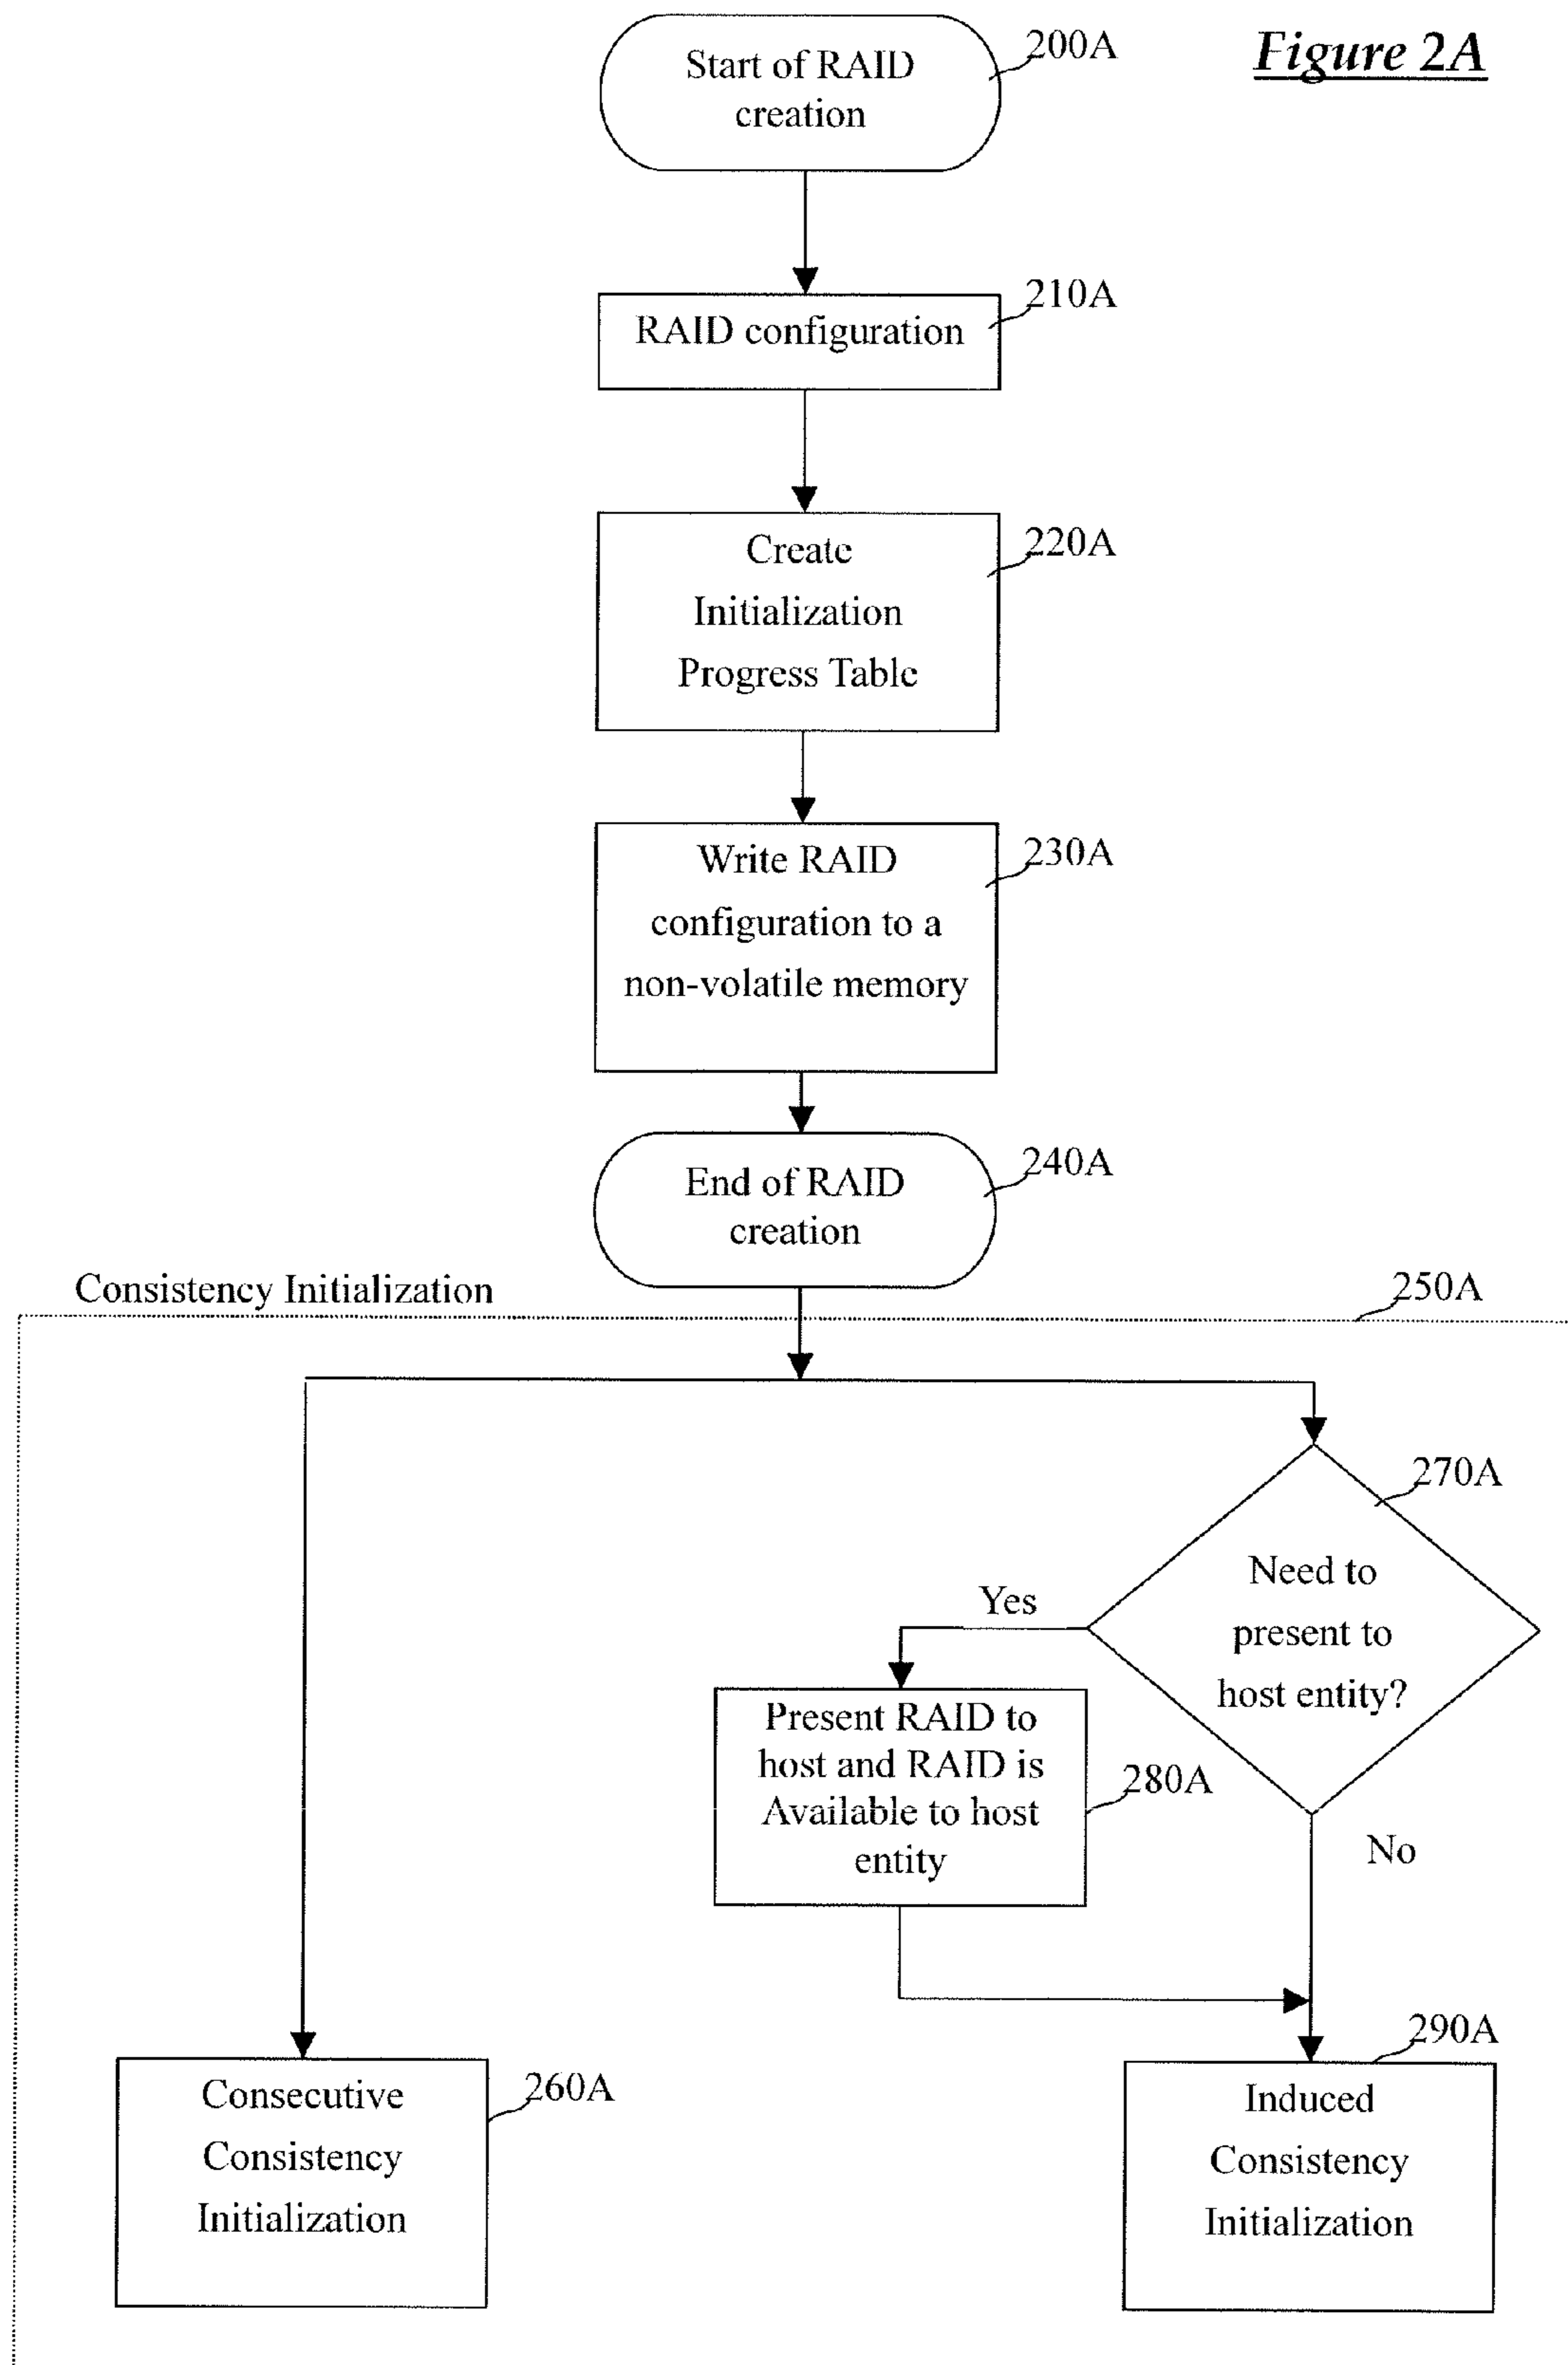 Figure 2A
Start of RAID
creation
200A
RAID configuration
210A
Create
Initialization
Progress Table
220A
Write RAID
configuration to a
non-volatile memory
230A
End of RAID
creation
240A
Consistency Initialization
250A
Need to
present to
host entity?
270A
Yes
Present RAID to
host and RAID is
Available to host
entity
280A
No
Consecutive
Consistency
Initialization
260A
Induced
Consistency
Initialization
290A